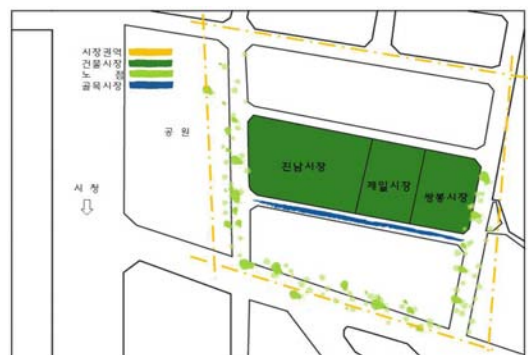 시장권역
건물시장
노 점
골목시장
공 원
진남시장
제일시장
쌍봉시장
시 청